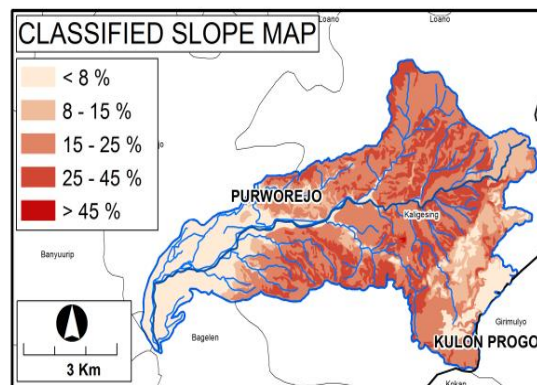 CLASSIFIED SLOPE MAP
Loano
Loano
< 8 %
8 - 15 %
15 - 25 %
25 - 45 %
> 45 %
PURWOREJO
Kaligesing
Banyuurip
Girimulyo
Bagelen
KULON PROGO
3 Km
Kokap